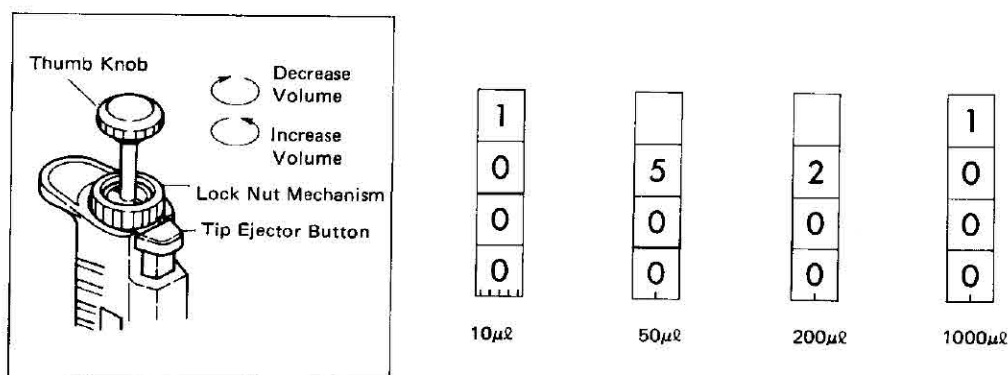 Thumb Knob
Decrease
Volume
Increase
Volume
Lock Nut Mechanism
Tip Ejector Button
1
0
0
0
10µℓ
5
0
0
50µℓ
2
0
0
200µℓ
1
0
0
0
1000µℓ